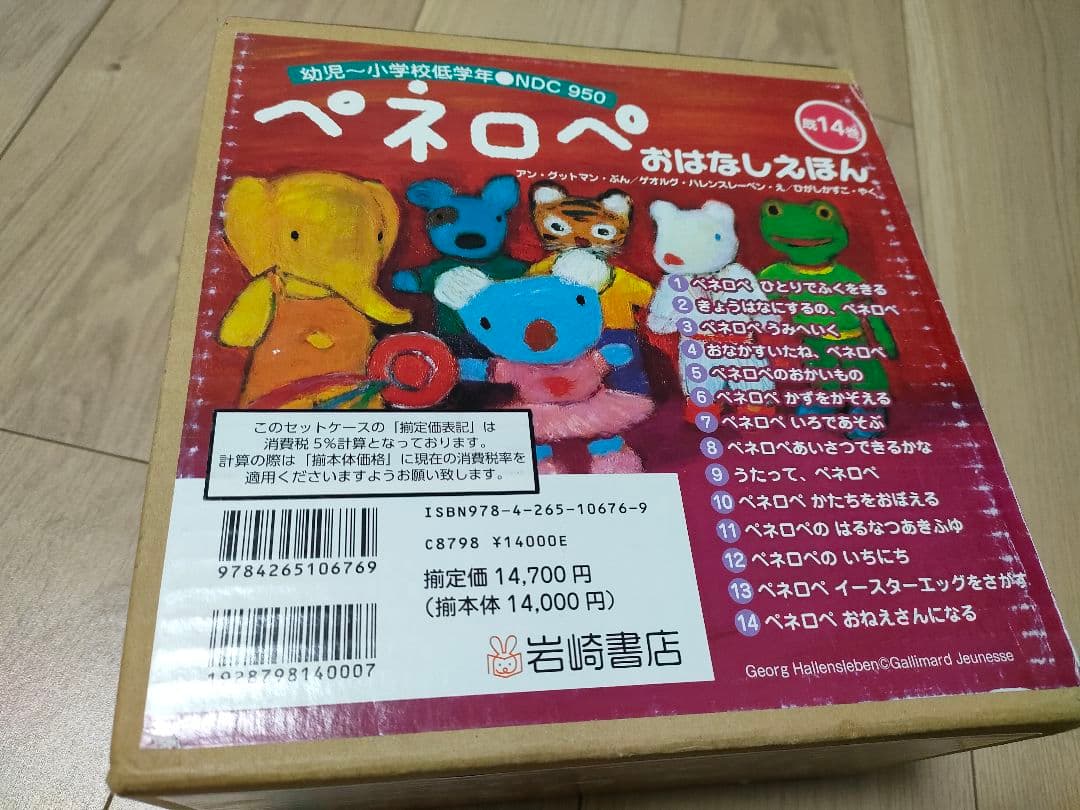 幼児～小学校低学年●NDC 950
ペネロペ
おはなしえほん
既14巻
アン・グットマン・ぶん／ゲオルグ・ハレンスレーベン・え／ひがしかずこ・やく
1 ペネロペ ひとりでふくをきる
2 きょうはなにするの、ペネロペ
3 ペネロペ うみへいく
4 おなかすいたね、ペネロペ
5 ペネロペのおかいもの
6 ペネロペ かずをかぞえる
7 ペネロペ いろであそぶ
8 ペネロペあいさつできるかな
9 うたって、ペネロペ
10 ペネロペ かたちをおぼえる
11 ペネロペの はるなつあきふゆ
12 ペネロペの いちにち
13 ペネロペ イースターエッグをさがす
14 ペネロペ おねえさんになる
Georg Hallensleben©Gallimard Jeunesse
このセットケースの「揃定価表記」は
消費税5%計算となっております。
計算の際は「揃本体価格」に現在の消費税率を
適用くださいますようお願い致します。
9784265106769
1928798140007
ISBN978-4-265-10676-9
C8798 ¥14000E
揃定価 14,700円
（揃本体 14,000円）
岩崎書店